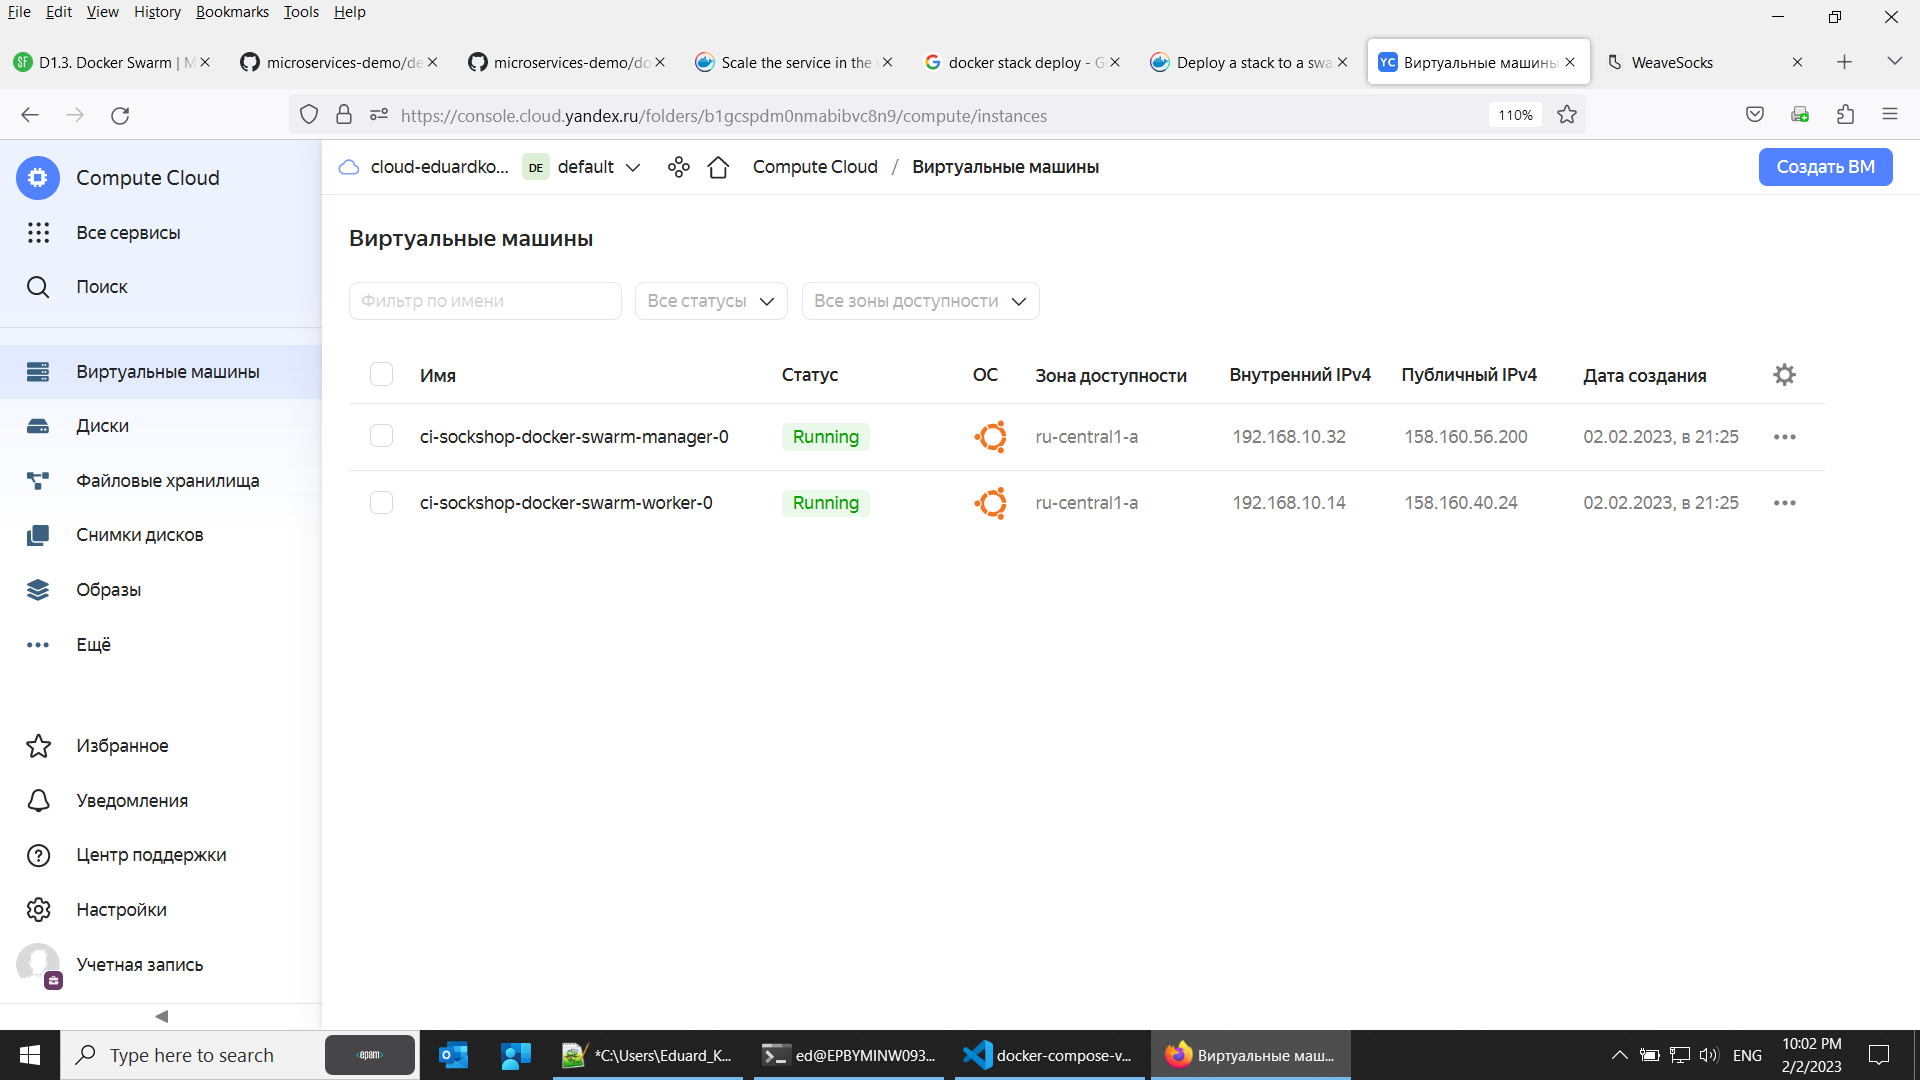 File Edit View History Bookmarks Tools Help
SF D1.3. Docker Swarm | M
microservices-demo/de
microservices-demo/do
Scale the service in the s
docker stack deploy - G
Deploy a stack to a swa
YC Виртуальные машины
WeaveSocks
https://console.cloud.yandex.ru/folders/b1gcspdm0nmabibvc8n9/compute/instances
110%
Compute Cloud
Все сервисы
Поиск
Виртуальные машины
Диски
Файловые хранилища
Снимки дисков
Образы
Ещё
Избранное
Уведомления
Центр поддержки
Настройки
Учетная запись
cloud-eduardko... DE default Compute Cloud / Виртуальные машины
Создать ВМ
Виртуальные машины
Фильтр по имени Все статусы Все зоны доступности
Имя Статус ОС Зона доступности Внутренний IPv4 Публичный IPv4 Дата создания
ci-sockshop-docker-swarm-manager-0 Running ru-central1-a 192.168.10.32 158.160.56.200 02.02.2023, в 21:25
ci-sockshop-docker-swarm-worker-0 Running ru-central1-a 192.168.10.14 158.160.40.24 02.02.2023, в 21:25
Type here to search
<epam>
*C:\Users\Eduard_K...
ed@EPBYMINW093...
docker-compose-v...
Виртуальные маш...
ENG
10:02 PM
2/2/2023